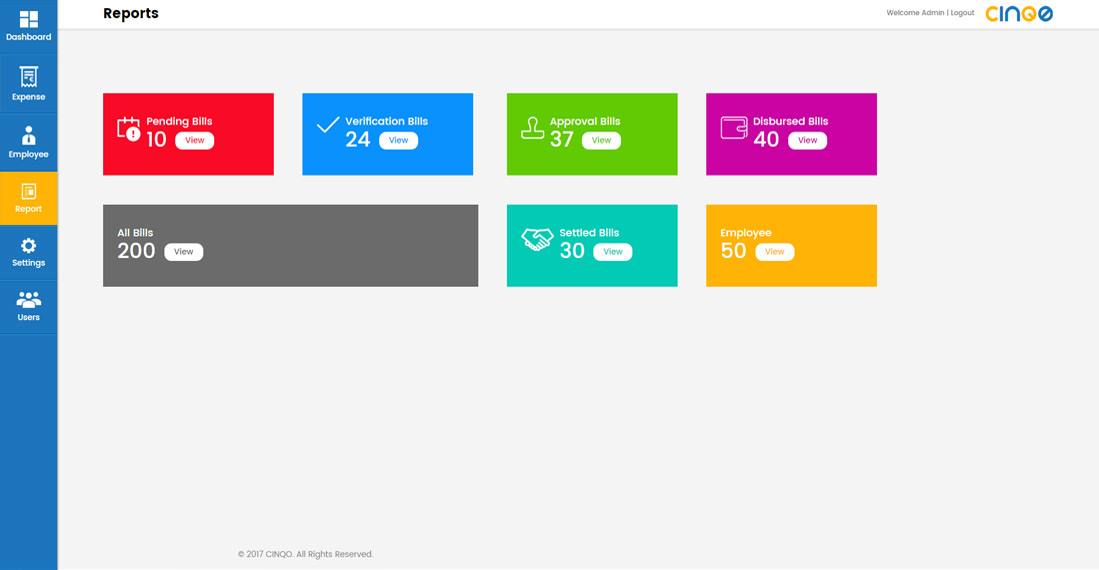 Reports
Welcome Admin | Logout
CINQO
Dashboard
Expense
Employee
Report
Settings
Users
Pending Bills
10 View
Verification Bills
24 View
Approval Bills
37 View
Disbursed Bills
40 View
All Bills
200 View
Settled Bills
30 View
Employee
50 View
© 2017 CINQO. All Rights Reserved.